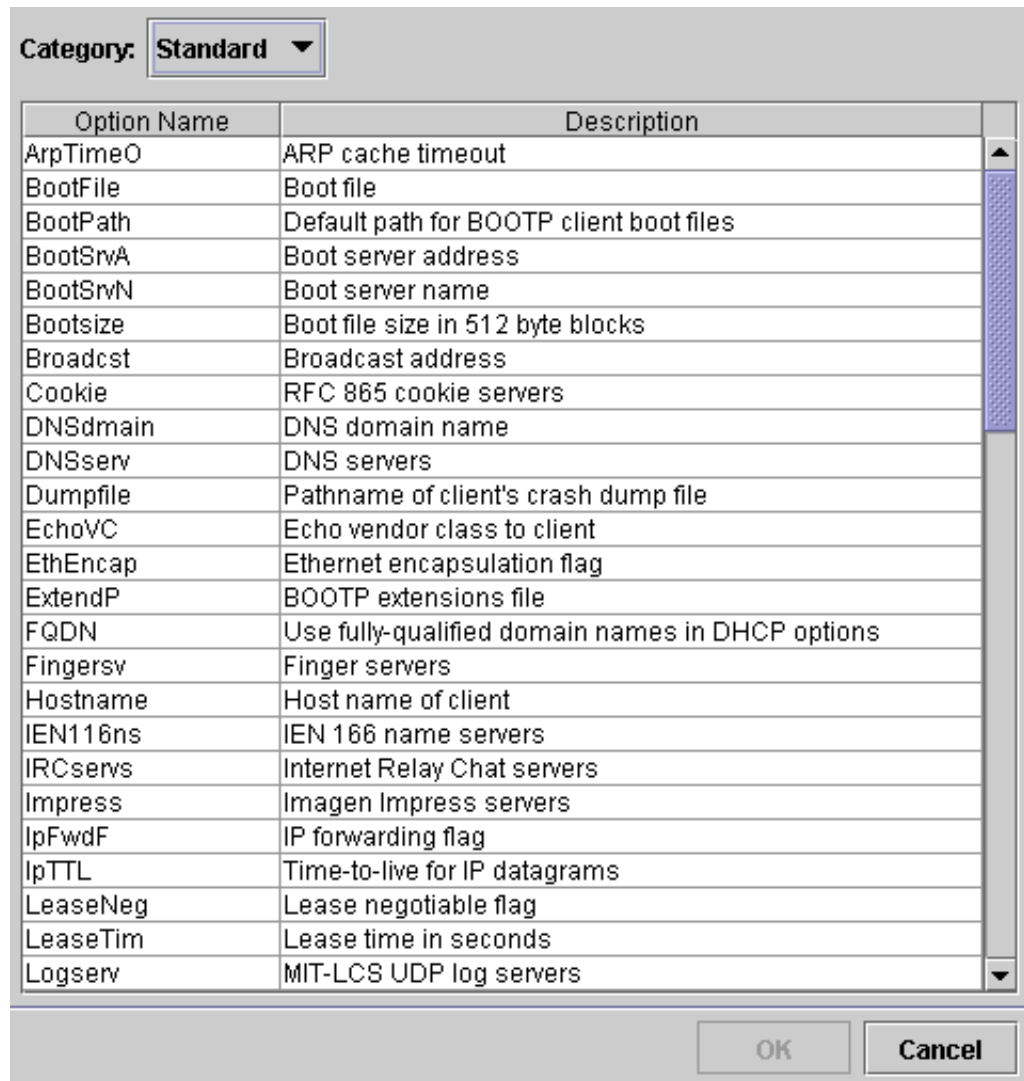 Category: Standard
Option Name Description
ArpTimeO ARP cache timeout
BootFile Boot file
BootPath Default path for BOOTP client boot files
BootSrvA Boot server address
BootSrvN Boot server name
Bootsize Boot file size in 512 byte blocks
Broadcst Broadcast address
Cookie RFC 865 cookie servers
DNSdmain DNS domain name
DNSserv DNS servers
Dumpfile Pathname of client's crash dump file
EchoVC Echo vendor class to client
EthEncap Ethernet encapsulation flag
ExtendP BOOTP extensions file
FQDN Use fully-qualified domain names in DHCP options
Fingersv Finger servers
Hostname Host name of client
IEN116ns IEN 166 name servers
IRCservs Internet Relay Chat servers
Impress Imagen Impress servers
IpFwdF IP forwarding flag
IpTTL Time-to-live for IP datagrams
LeaseNeg Lease negotiable flag
LeaseTim Lease time in seconds
Logserv MIT-LCS UDP log servers
OK Cancel